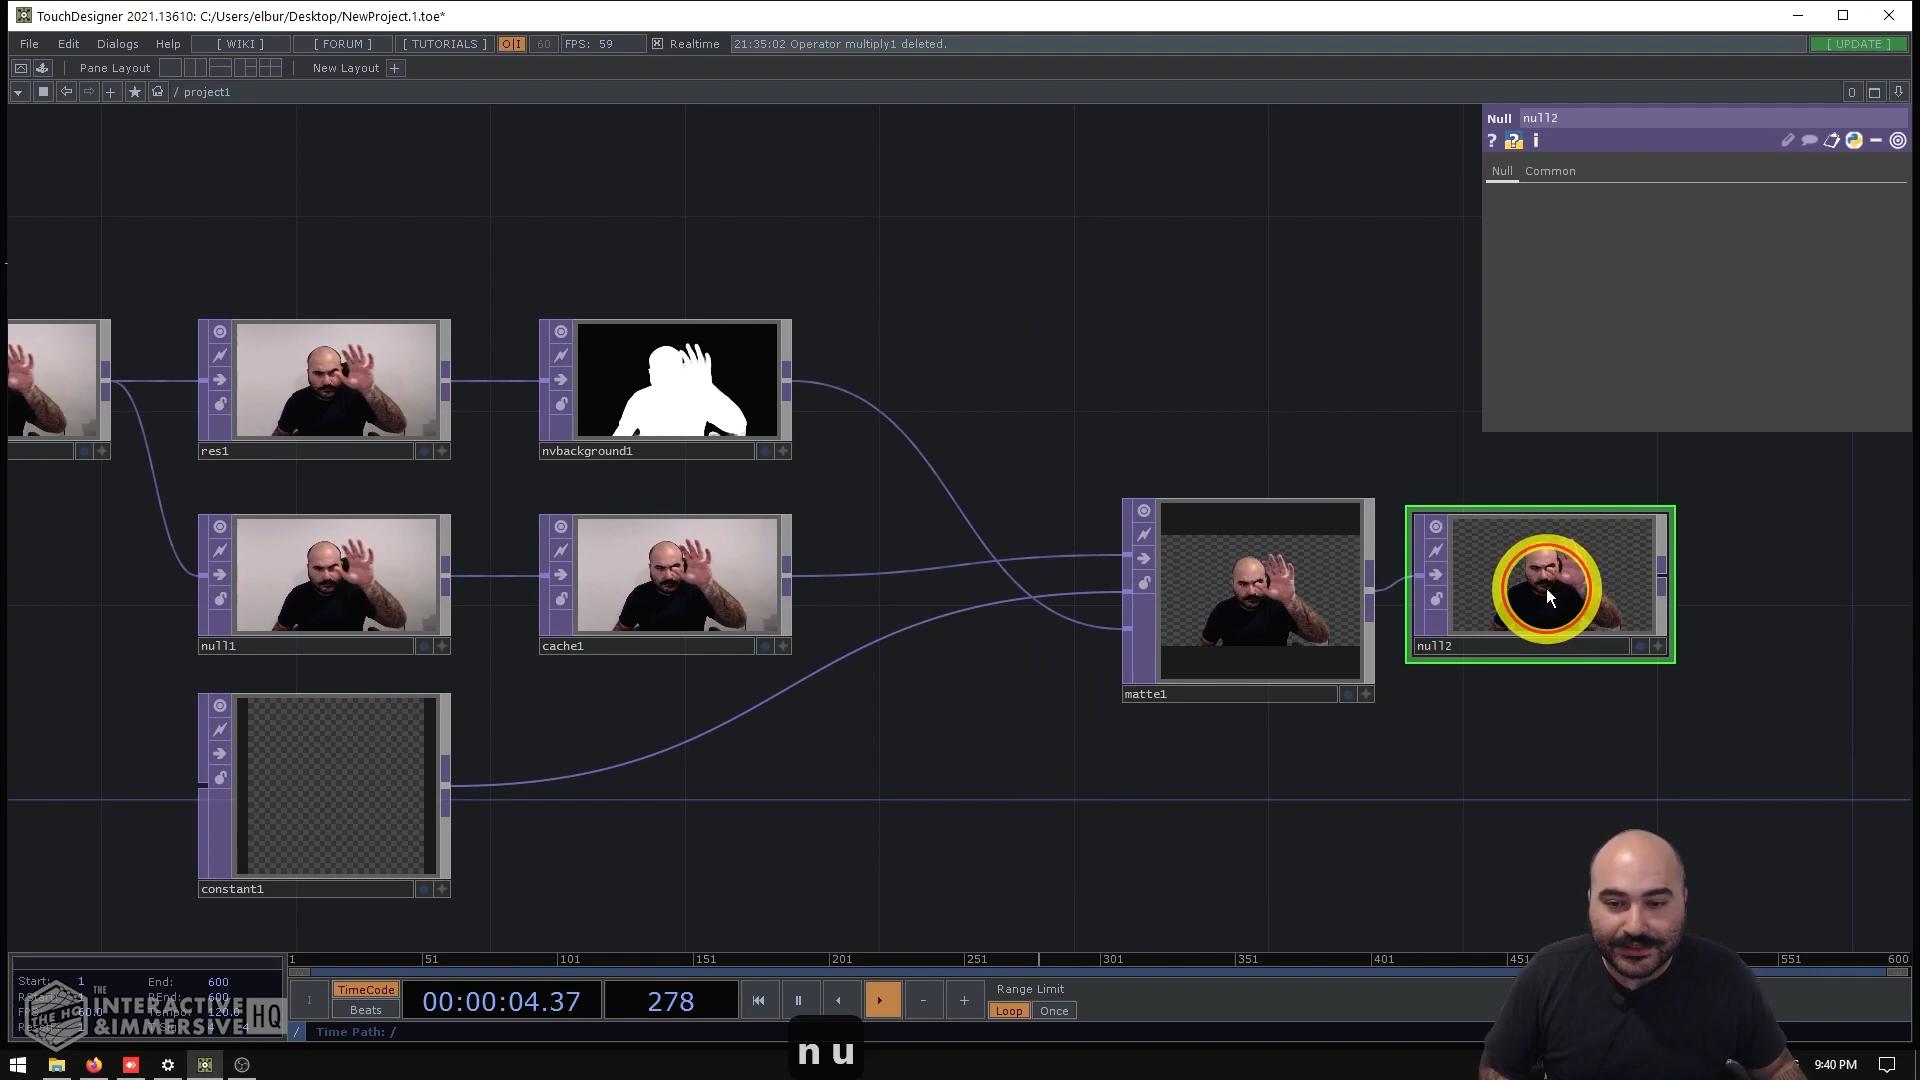 TouchDesigner 2021.13610: C:/Users/elbur/Desktop/NewProject.1.toe*
File Edit Dialogs Help [ WIKI ] [ FORUM ] [ TUTORIALS ] O|I 60 FPS: 59 Realtime 21:35:02 Operator multiply1 deleted. [ UPDATE ]
Pane Layout New Layout +
/ project1 0
Null null2
? ? i
Null Common
res1
nvbackground1
null1
cache1
null2
matte1
constant1
1 51 101 151 201 251 301 351 401 451 551 600
Start: 1 End: 600
TimeCode
Beats
00:00:04.37 278
Range Limit
Loop Once
THE
INTERACTIVE
& IMMERSIVE HQ
THE HQ
/ Time Path: /
n u
9:40 PM